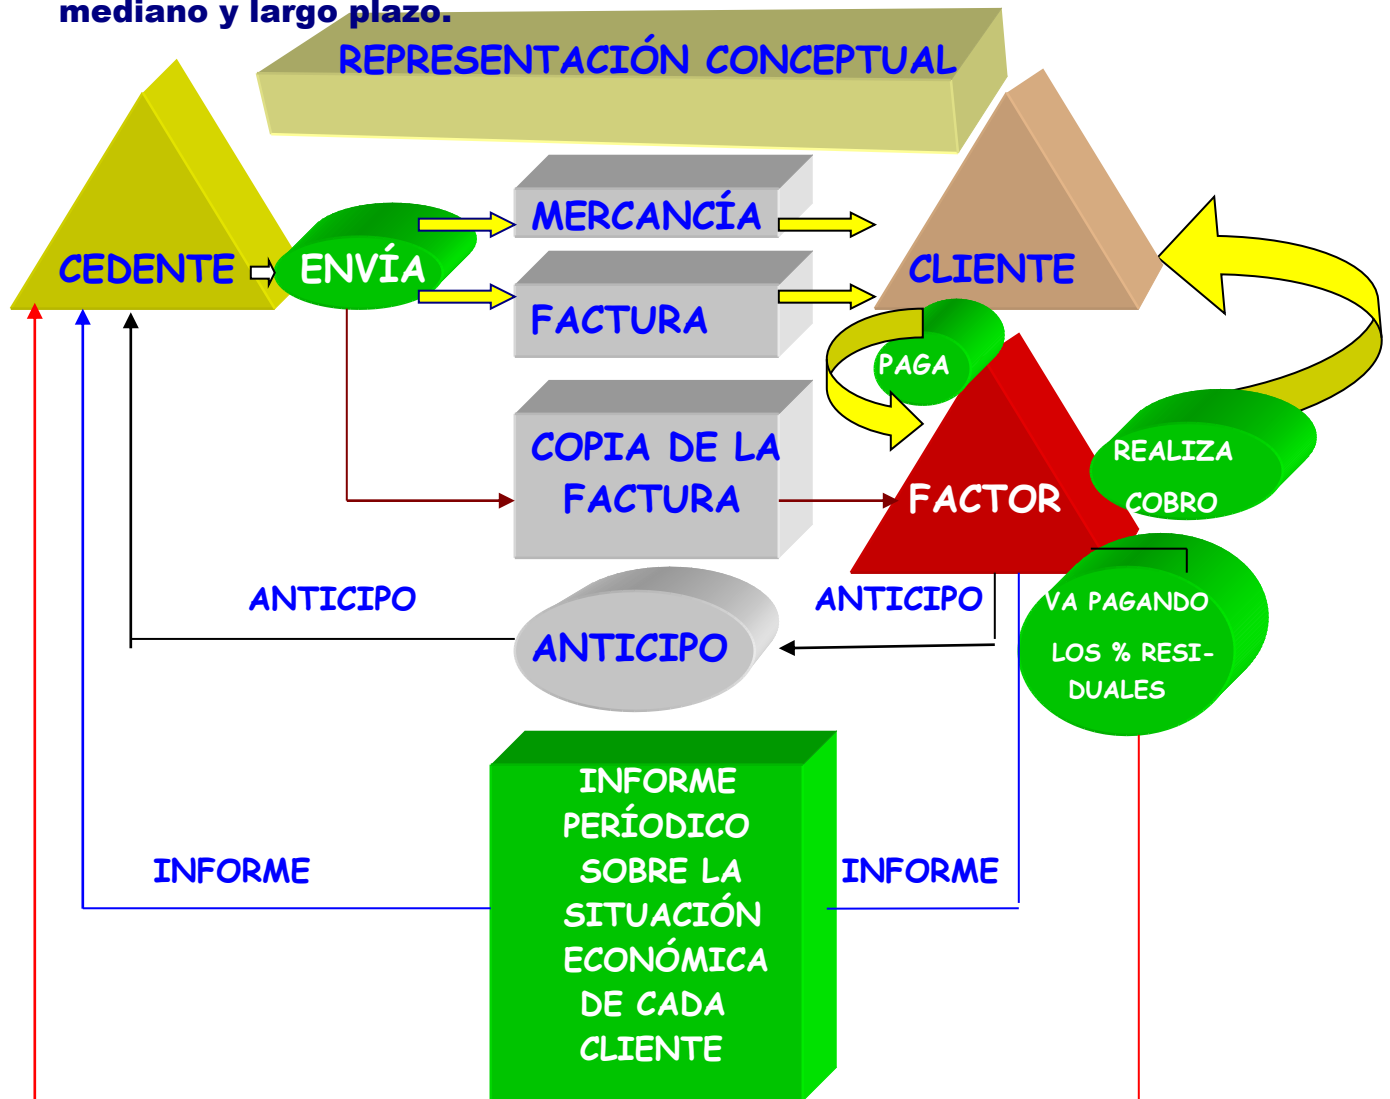 mediano y largo plazo.
REPRESENTACIÓN CONCEPTUAL
MERCANCÍA
CEDENTE
ENVÍA
CLIENTE
FACTURA
PAGA
COPIA DE LA
FACTURA
FACTOR
REALIZA
COBRO
ANTICIPO
ANTICIPO
ANTICIPO
VA PAGANDO
LOS % RESI-
DUALES
INFORME
PERÍODICO
SOBRE LA
SITUACIÓN
ECONÓMICA
DE CADA
CLIENTE
INFORME
INFORME